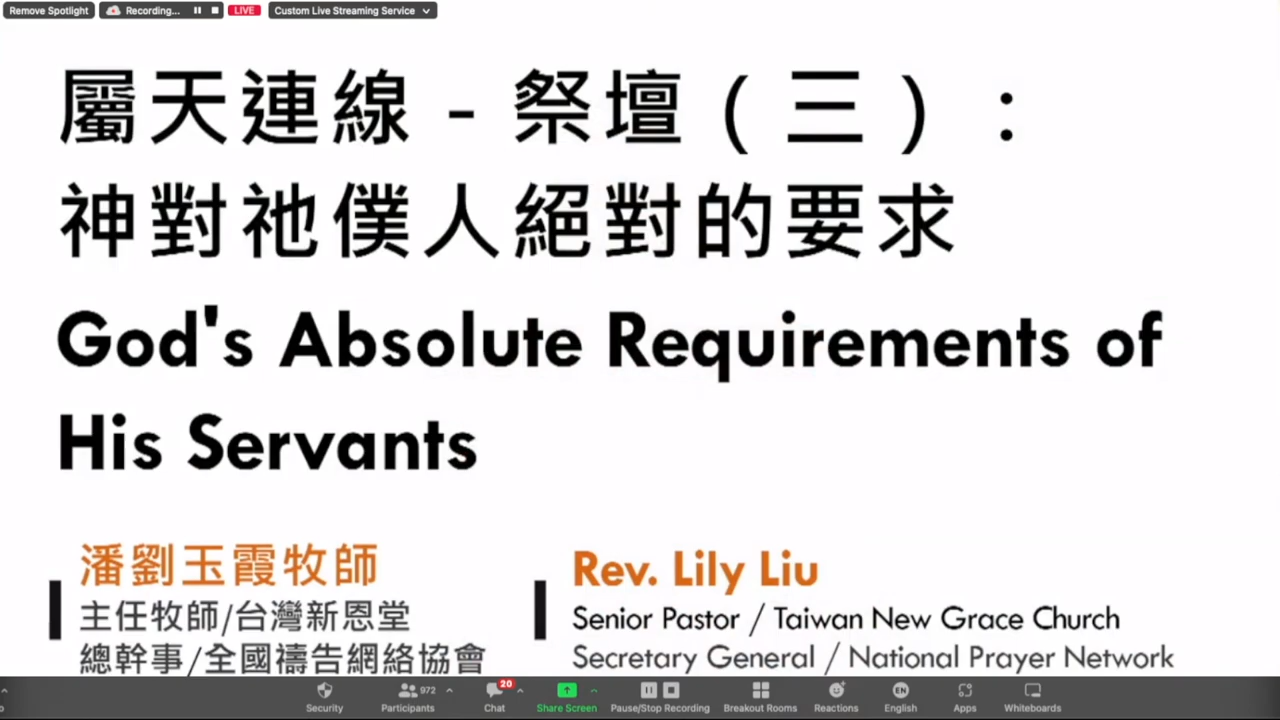 Remove Spotlight Recording... LIVE Custom Live Streaming Service
屬天連線 - 祭壇（三）：
神對祂僕人絕對的要求
God's Absolute Requirements of
His Servants
潘劉玉霞牧師
主任牧師/台灣新恩堂
總幹事/全國禱告網絡協會
Rev. Lily Liu
Senior Pastor / Taiwan New Grace Church
Secretary General / National Prayer Network
972 20 EN
Security Participants Chat Share Screen Pause/Stop Recording Breakout Rooms Reactions English Apps Whiteboards